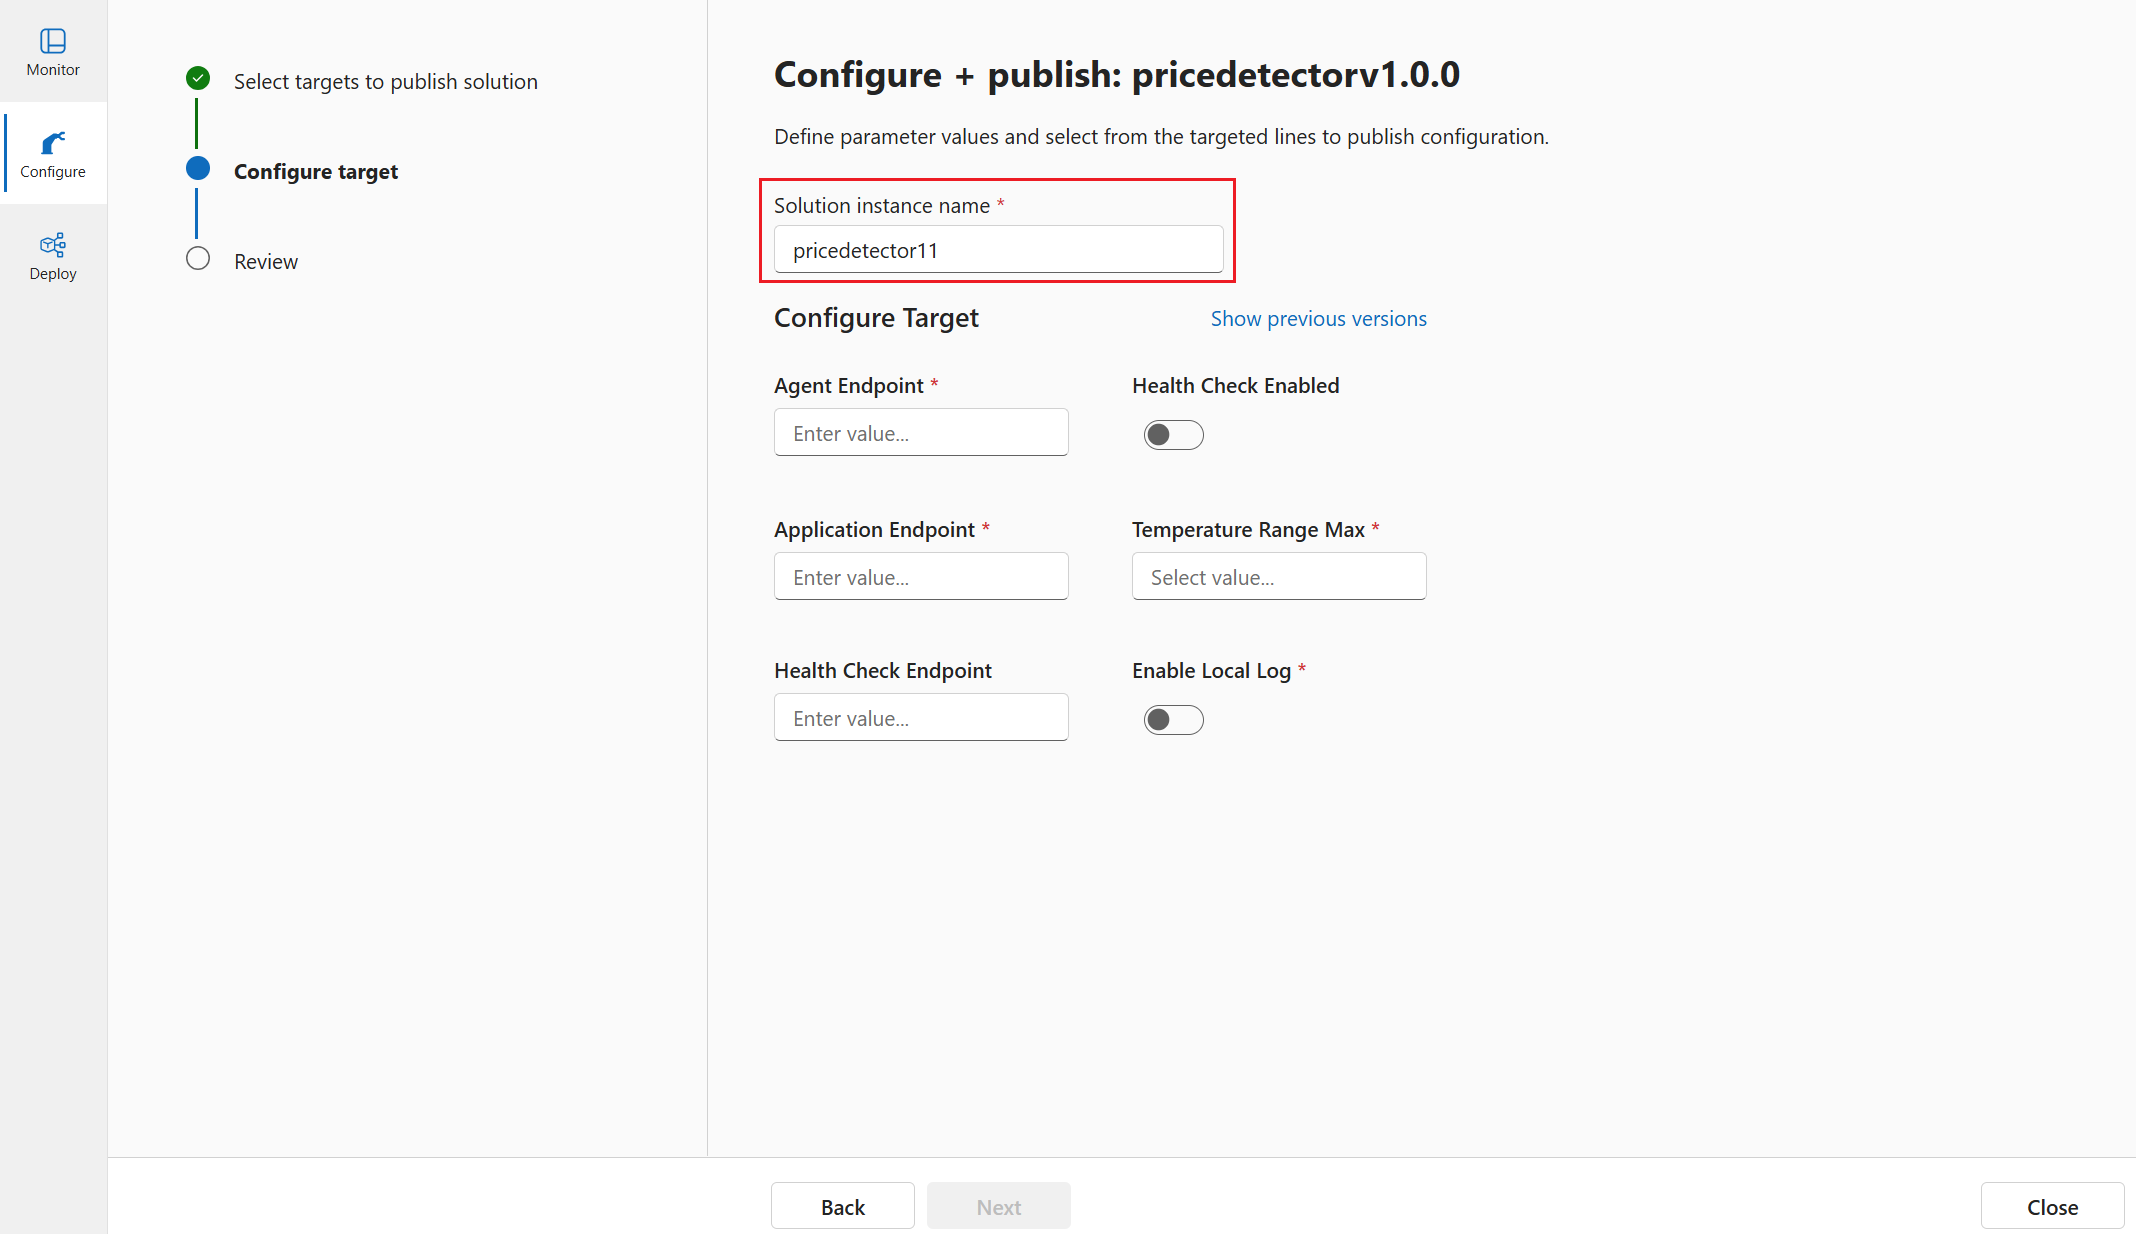 Monitor
Configure
Deploy
Select targets to publish solution
Configure target
Review
Configure + publish: pricedetectorv1.0.0
Define parameter values and select from the targeted lines to publish configuration.
Solution instance name *
pricedetector11
Configure Target
Show previous versions
Agent Endpoint *
Health Check Enabled
Enter value...
Application Endpoint *
Temperature Range Max *
Enter value...
Select value...
Health Check Endpoint
Enable Local Log *
Enter value...
Back
Next
Close